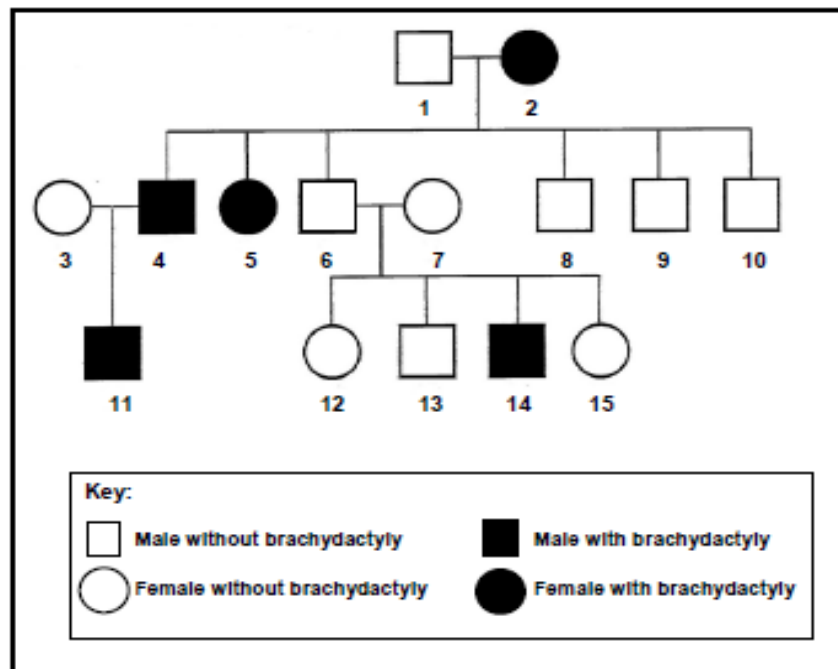 1 2
3 4 5 6 7 8 9 10
11 12 13 14 15
Key:
Male without brachydactyly Male with brachydactyly
Female without brachydactyly Female with brachydactyly